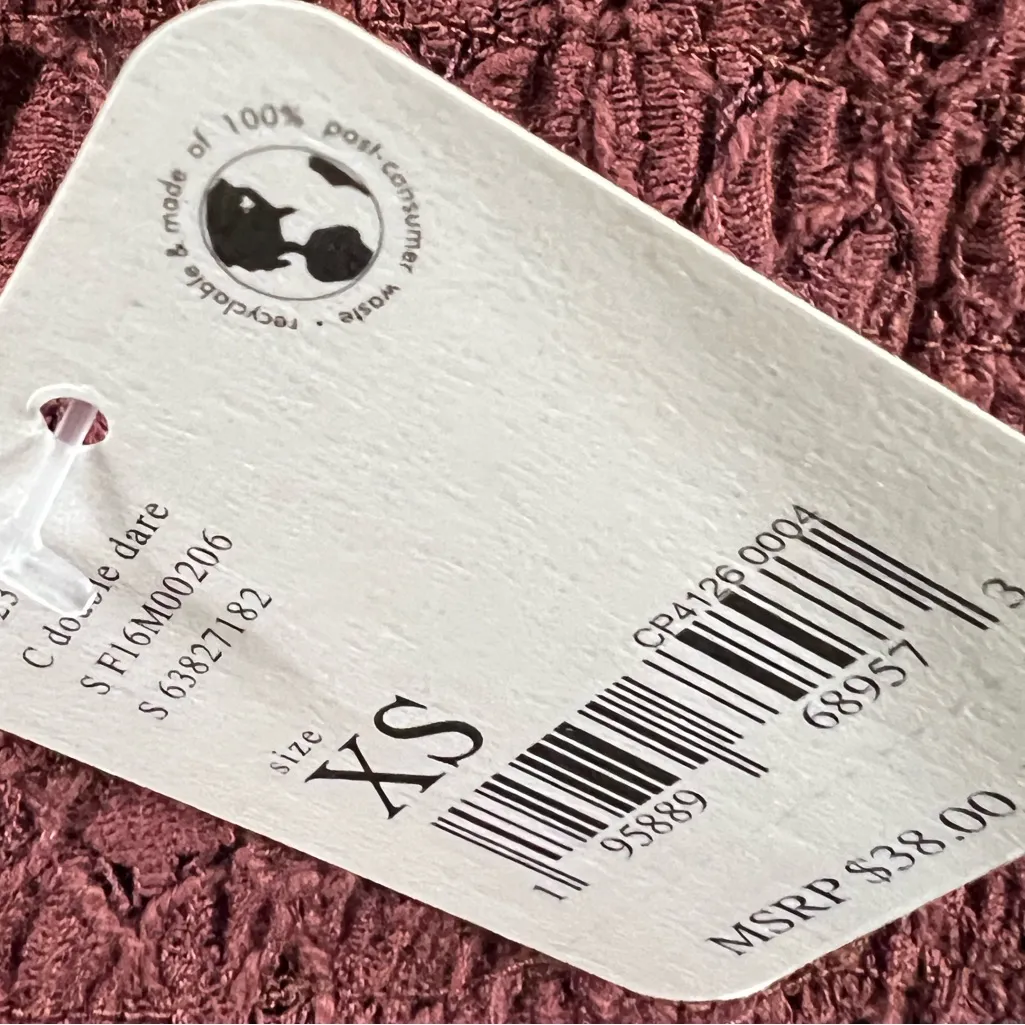 recyclable & made of 100% post-consumer waste •
C double dare
S F16M00206
S 63827182
size
XS
CP4126 0004
1 95889 68957 3
MSRP $38.00